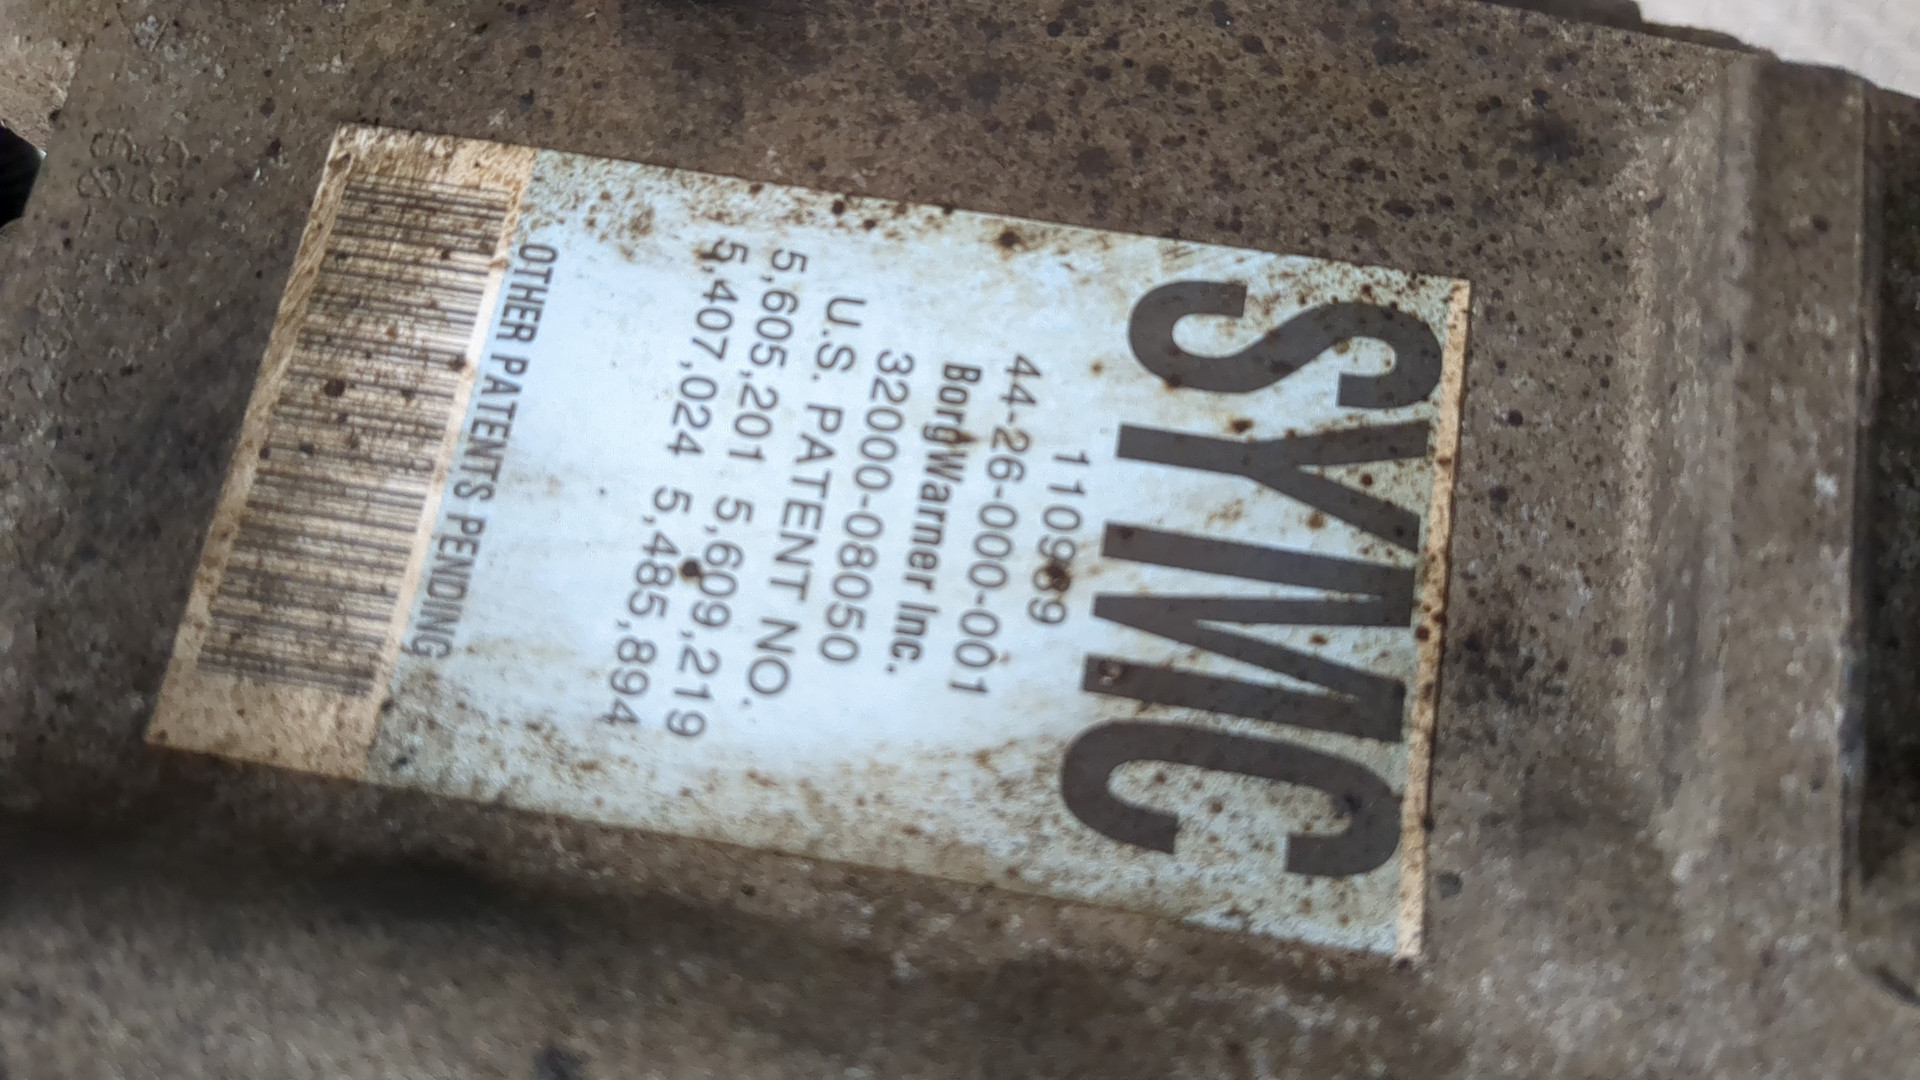 SYMC
110989
44-26-000-001
BorgWarner Inc.
32000-08050
U.S. PATENT NO.
5,605,201 5,609,219
5,407,024 5,485,894
OTHER PATENTS PENDING